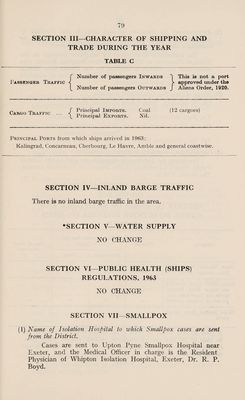 79
SECTION III—CHARACTER OF SHIPPING AND
TRADE DURING THE YEAR
TABLE C
PASSENGER TRAFFIC { Number of passengers INWARDS } This is not a port
approved under the
{ Number of passengers OUTWARDS } Aliens Order, 1920.
CARGO TRAFFIC ... { Principal IMPORTS. Coal (12 cargoes)
{ Principal EXPORTS. Nil.
PRINCIPAL PORTS from which ships arrived in 1963:
Kalingrad, Concarneau, Cherbourg, Le Havre, Amble and general coastwise.
SECTION IV—INLAND BARGE TRAFFIC
There is no inland barge traffic in the area.
*SECTION V—WATER SUPPLY
NO CHANGE
SECTION VI—PUBLIC HEALTH (SHIPS)
REGULATIONS, 1963
NO CHANGE
SECTION VII—SMALLPOX
(1) Name of Isolation Hospital to which Smallpox cases are sent
from the District.
Cases are sent to Upton Pyne Smallpox Hospital near
Exeter, and the Medical Officer in charge is the Resident
Physician of Whipton Isolation Hospital, Exeter, Dr. R. P.
Boyd.